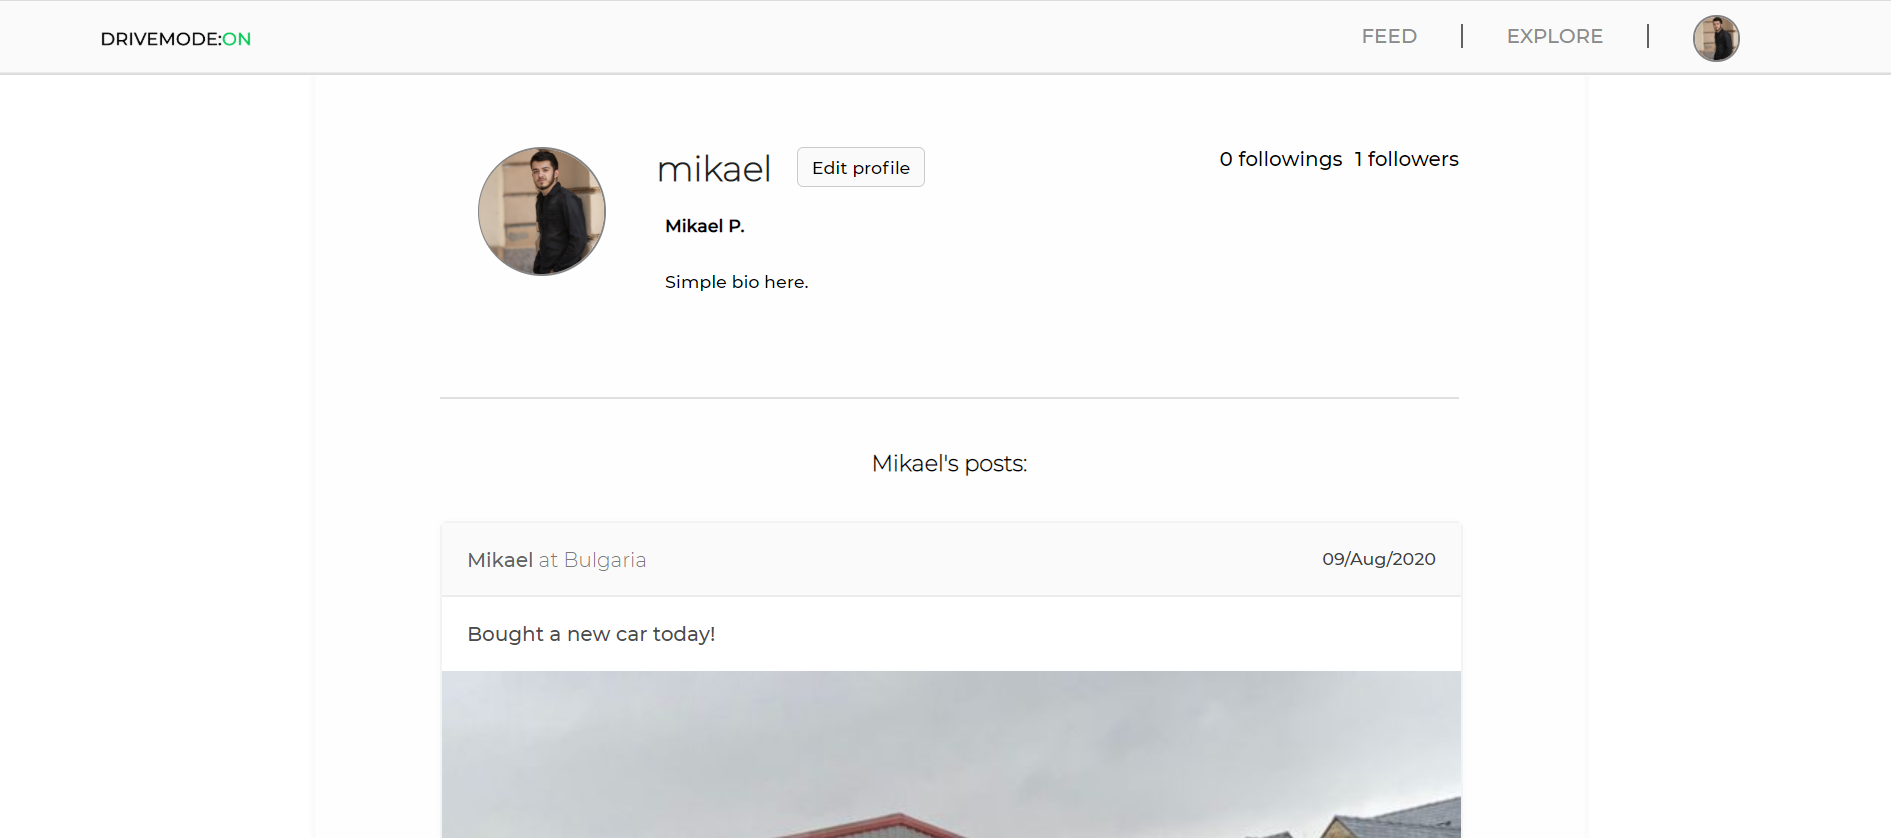 DRIVEMODE:ON
FEED | EXPLORE |
mikael
Edit profile
0 followings 1 followers
Mikael P.
Simple bio here.
Mikael's posts:
Mikael at Bulgaria
09/Aug/2020
Bought a new car today!